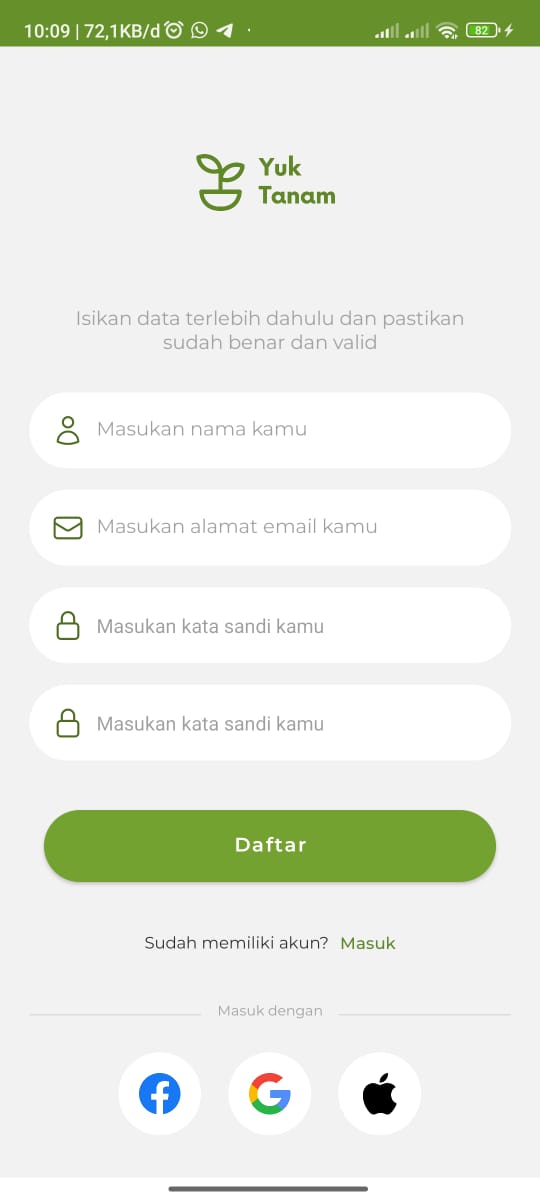 10:09 | 72,1KB/d
82
Yuk
Tanam
Isikan data terlebih dahulu dan pastikan
sudah benar dan valid
Masukan nama kamu
Masukan alamat email kamu
Masukan kata sandi kamu
Masukan kata sandi kamu
Daftar
Sudah memiliki akun? Masuk
Masuk dengan